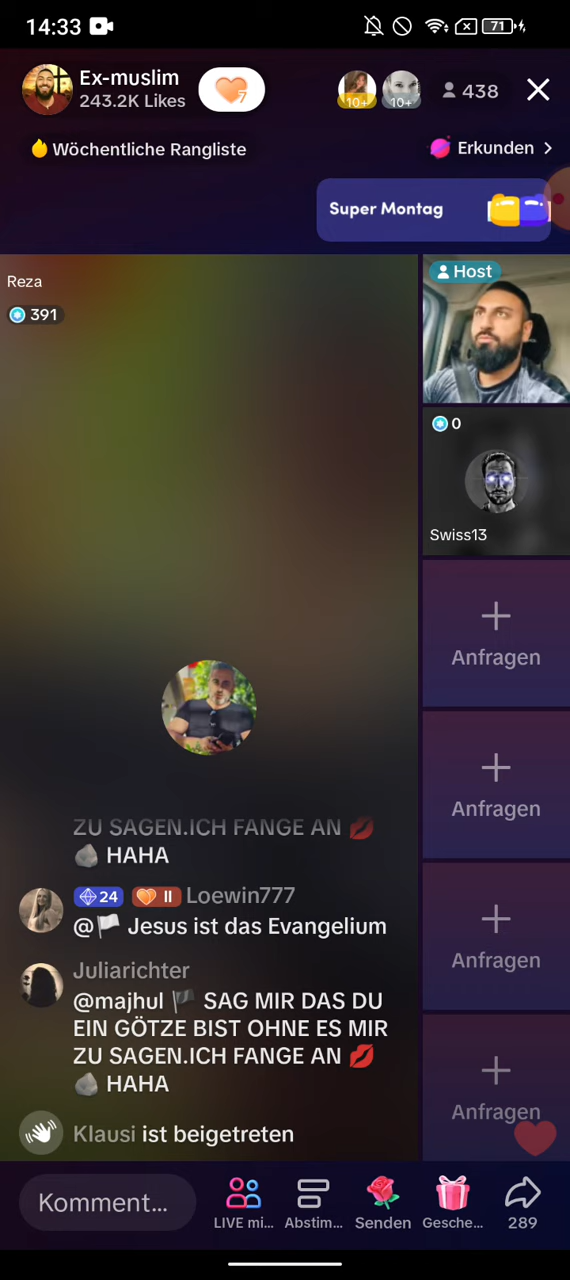 14:33
71
Ex-muslim
243.2K Likes
7
10+
10+
438
Wöchentliche Rangliste
Erkunden >
Super Montag
Reza
391
Host
0
Swiss13
Anfragen
Anfragen
Anfragen
Anfragen
ZU SAGEN.ICH FANGE AN 💋
🪨 HAHA
24 II Loewin777
@🏳️ Jesus ist das Evangelium
Juliarichter
@majhul 🏴 SAG MIR DAS DU
EIN GÖTZE BIST OHNE ES MIR
ZU SAGEN.ICH FANGE AN 💋
🪨 HAHA
Klausi ist beigetreten
Komment...
LIVE mi...
Abstim...
Senden
Gesche...
289